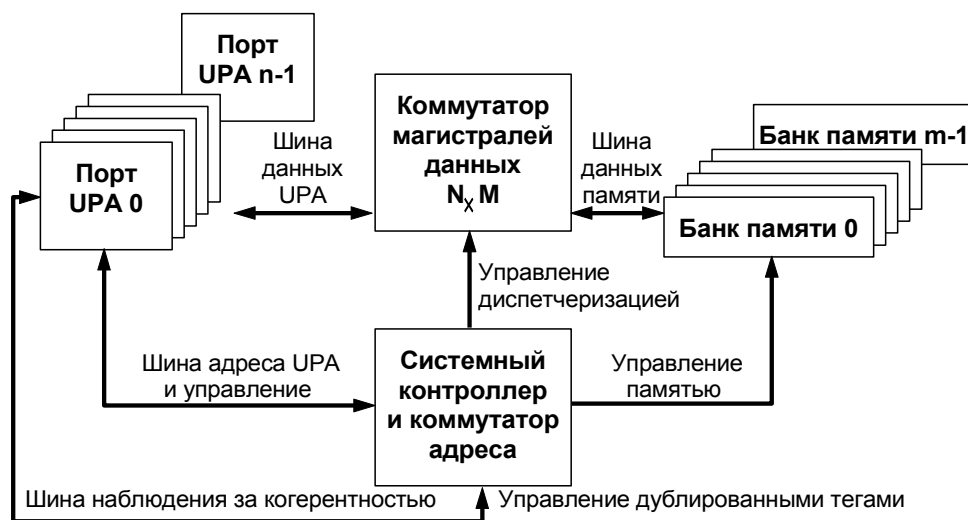 Порт
UPA n-1
Порт
UPA 0
Шина
данных
UPA
Коммутатор
магистралей
данных
N x M
Шина
данных
памяти
Банк памяти m-1
Банк памяти 0
Управление
диспетчеризацией
Шина адреса UPA
и управление
Системный
контроллер
и коммутатор
адреса
Управление
памятью
Шина наблюдения за когерентностью
Управление дублированными тегами